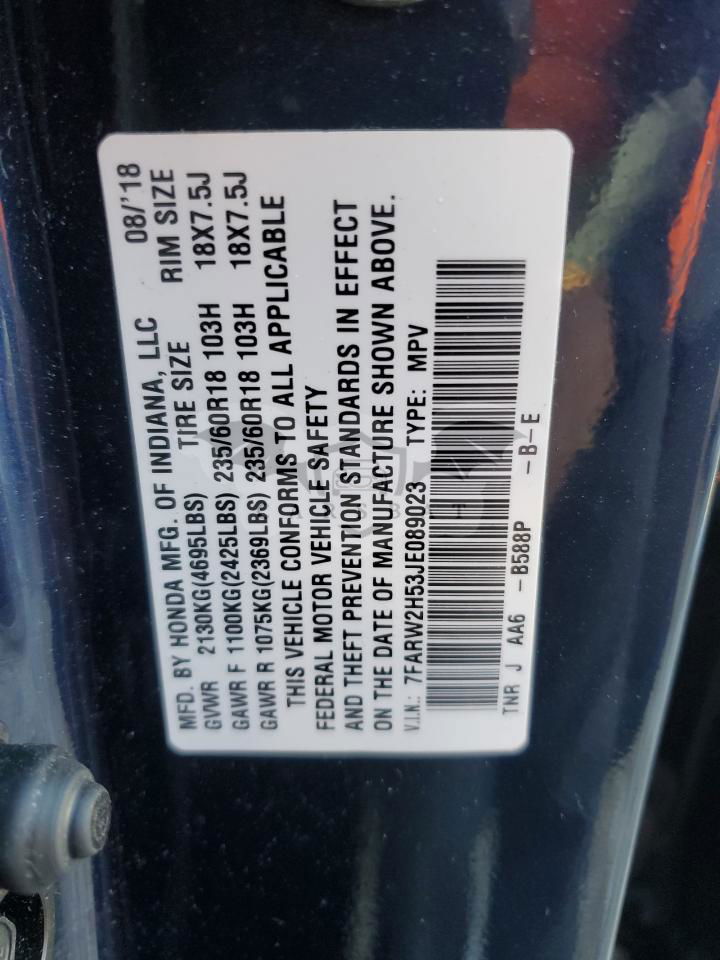 MFD. BY HONDA MFG. OF INDIANA, LLC 08/'18
TIRE SIZE RIM SIZE
GVWR 2130KG(4695LBS)
GAWR F 1100KG(2425LBS) 235/60R18 103H 18X7.5J
GAWR R 1075KG(2369LBS) 235/60R18 103H 18X7.5J
THIS VEHICLE CONFORMS TO ALL APPLICABLE
FEDERAL MOTOR VEHICLE SAFETY
AND THEFT PREVENTION STANDARDS IN EFFECT
ON THE DATE OF MANUFACTURE SHOWN ABOVE.
V.I.N.: 7FARW2H53JE089023 TYPE: MPV
TNR J AA6 -B588P -B-E